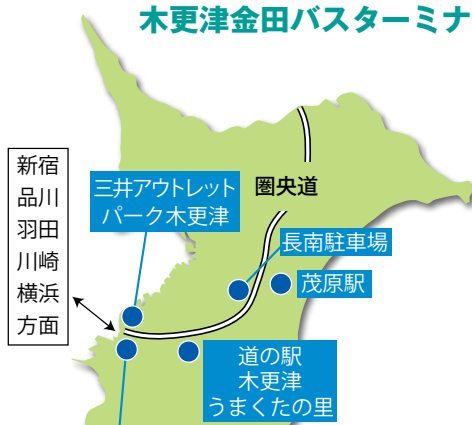 木更津金田バスターミナ
新宿
品川
羽田
川崎
横浜
方面
三井アウトレット
パーク木更津
圏央道
長南駐車場
茂原駅
道の駅
木更津
うまくたの里